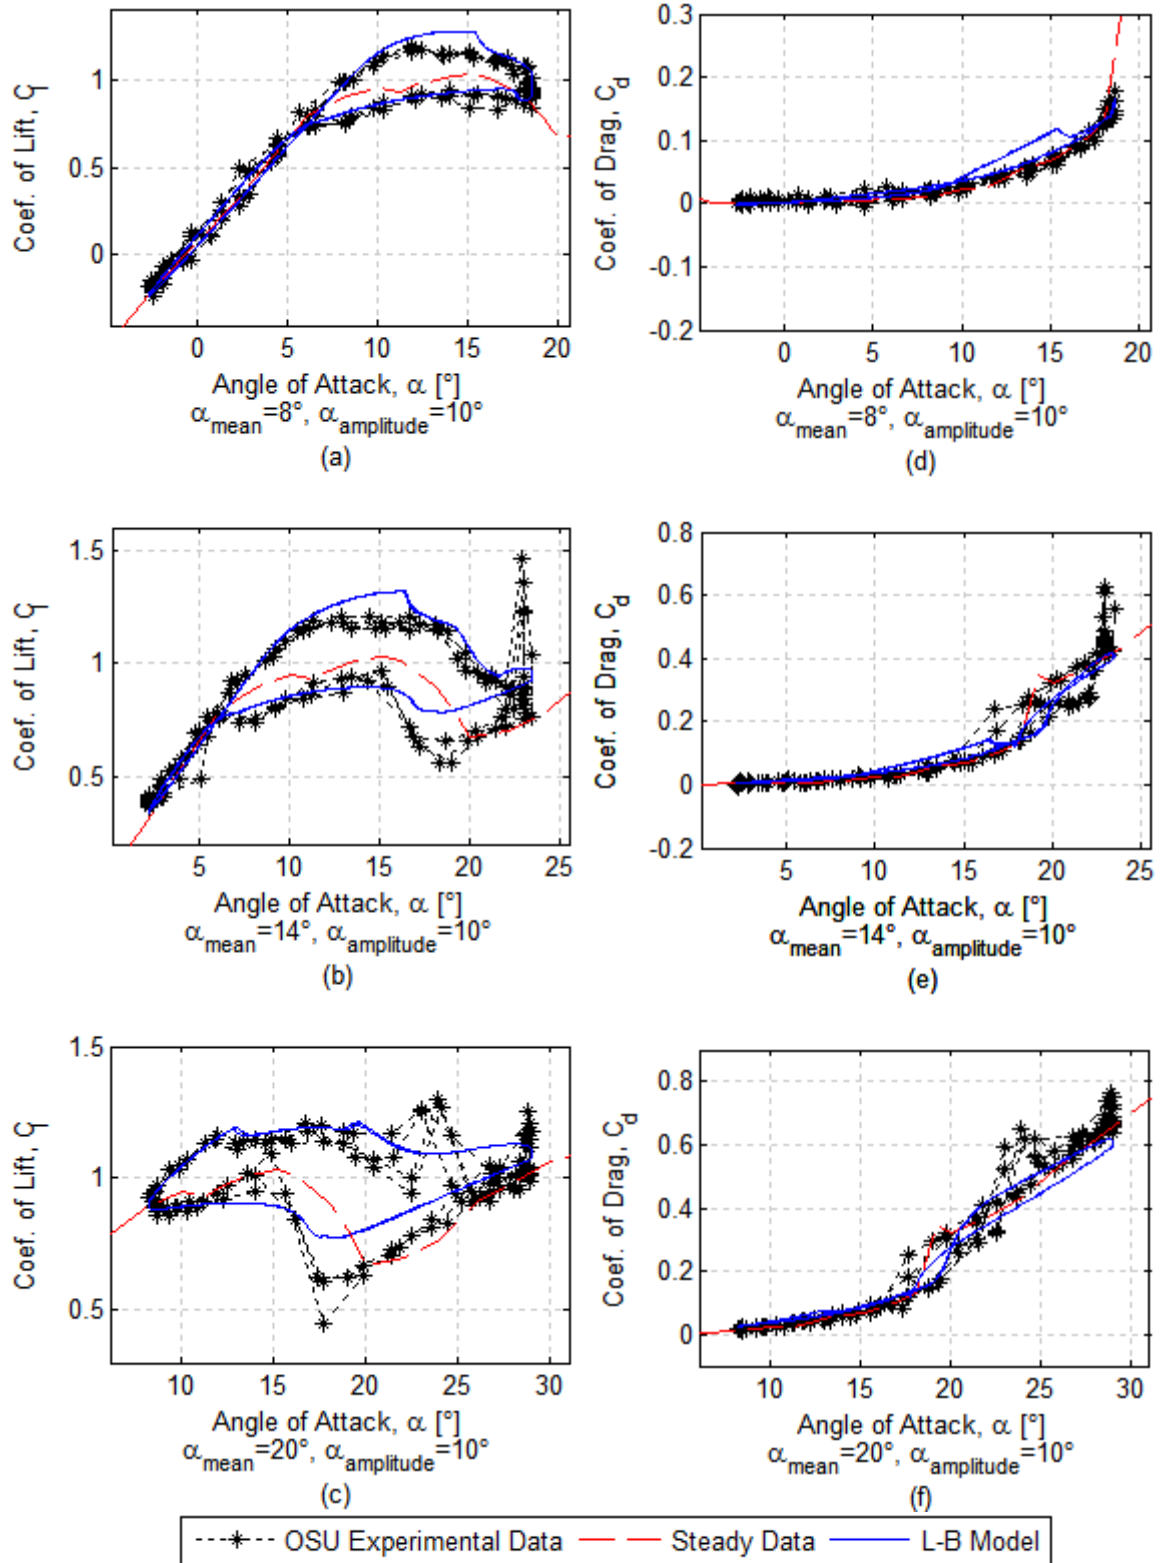 Coef. of Lift, Cl
1
0.5
0
0
5
10
15
20
Angle of Attack, α [°]
αmean=8°, αamplitude=10°
(a)
Coef. of Drag, Cd
0.3
0.2
0.1
0
-0.1
-0.2
0
5
10
15
20
Angle of Attack, α [°]
αmean=8°, αamplitude=10°
(d)
Coef. of Lift, Cl
1.5
1
0.5
5
10
15
20
25
Angle of Attack, α [°]
αmean=14°, αamplitude=10°
(b)
Coef. of Drag, Cd
0.8
0.6
0.4
0.2
0
-0.2
5
10
15
20
25
Angle of Attack, α [°]
αmean=14°, αamplitude=10°
(e)
Coef. of Lift, Cl
1.5
1
0.5
10
15
20
25
30
Angle of Attack, α [°]
αmean=20°, αamplitude=10°
(c)
Coef. of Drag, Cd
0.8
0.6
0.4
0.2
0
10
15
20
25
30
Angle of Attack, α [°]
αmean=20°, αamplitude=10°
(f)
OSU Experimental Data
Steady Data
L-B Model